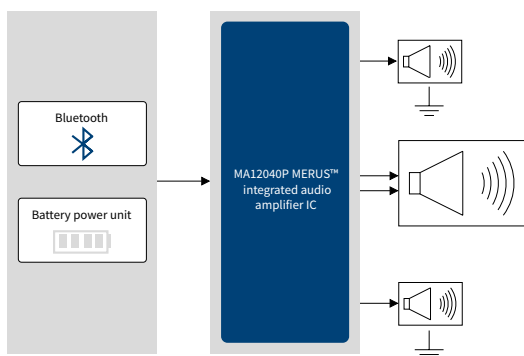 Bluetooth
Battery power unit
MA12040P MERUS™
integrated audio
amplifier IC